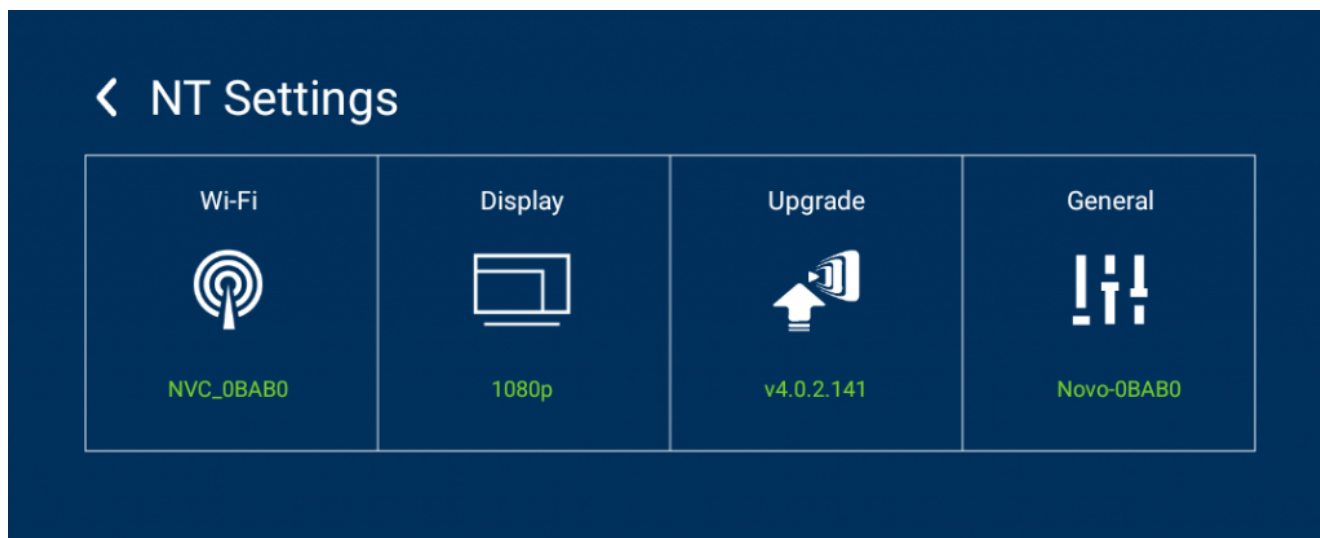 NT Settings
Wi-Fi
Display
Upgrade
General
NVC_0BAB0
1080p
v4.0.2.141
Novo-0BAB0